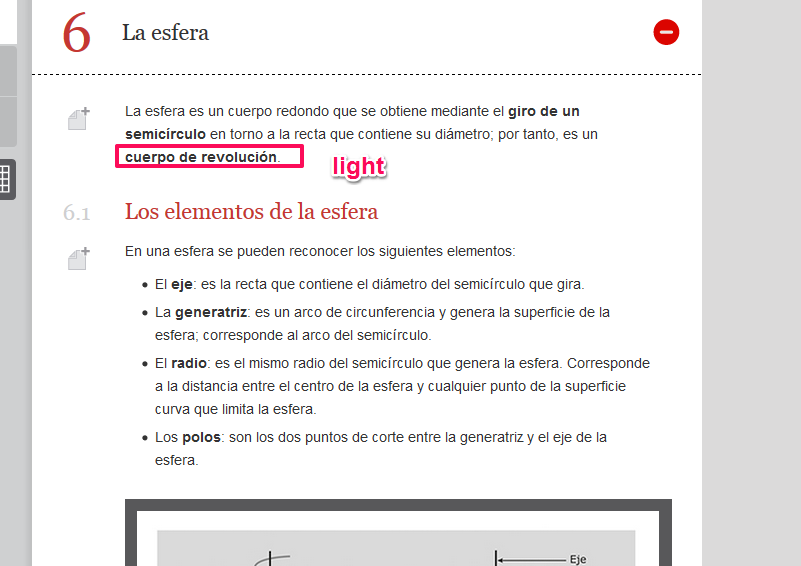 6 La esfera
La esfera es un cuerpo redondo que se obtiene mediante el giro de un
semicírculo en torno a la recta que contiene su diámetro; por tanto, es un
cuerpo de revolución.
light
6.1 Los elementos de la esfera
En una esfera se pueden reconocer los siguientes elementos:
• El eje: es la recta que contiene el diámetro del semicírculo que gira.
• La generatriz: es un arco de circunferencia y genera la superficie de la
esfera; corresponde al arco del semicírculo.
• El radio: es el mismo radio del semicírculo que genera la esfera. Corresponde
a la distancia entre el centro de la esfera y cualquier punto de la superficie
curva que limita la esfera.
• Los polos: son los dos puntos de corte entre la generatriz y el eje de la
esfera.
Eje